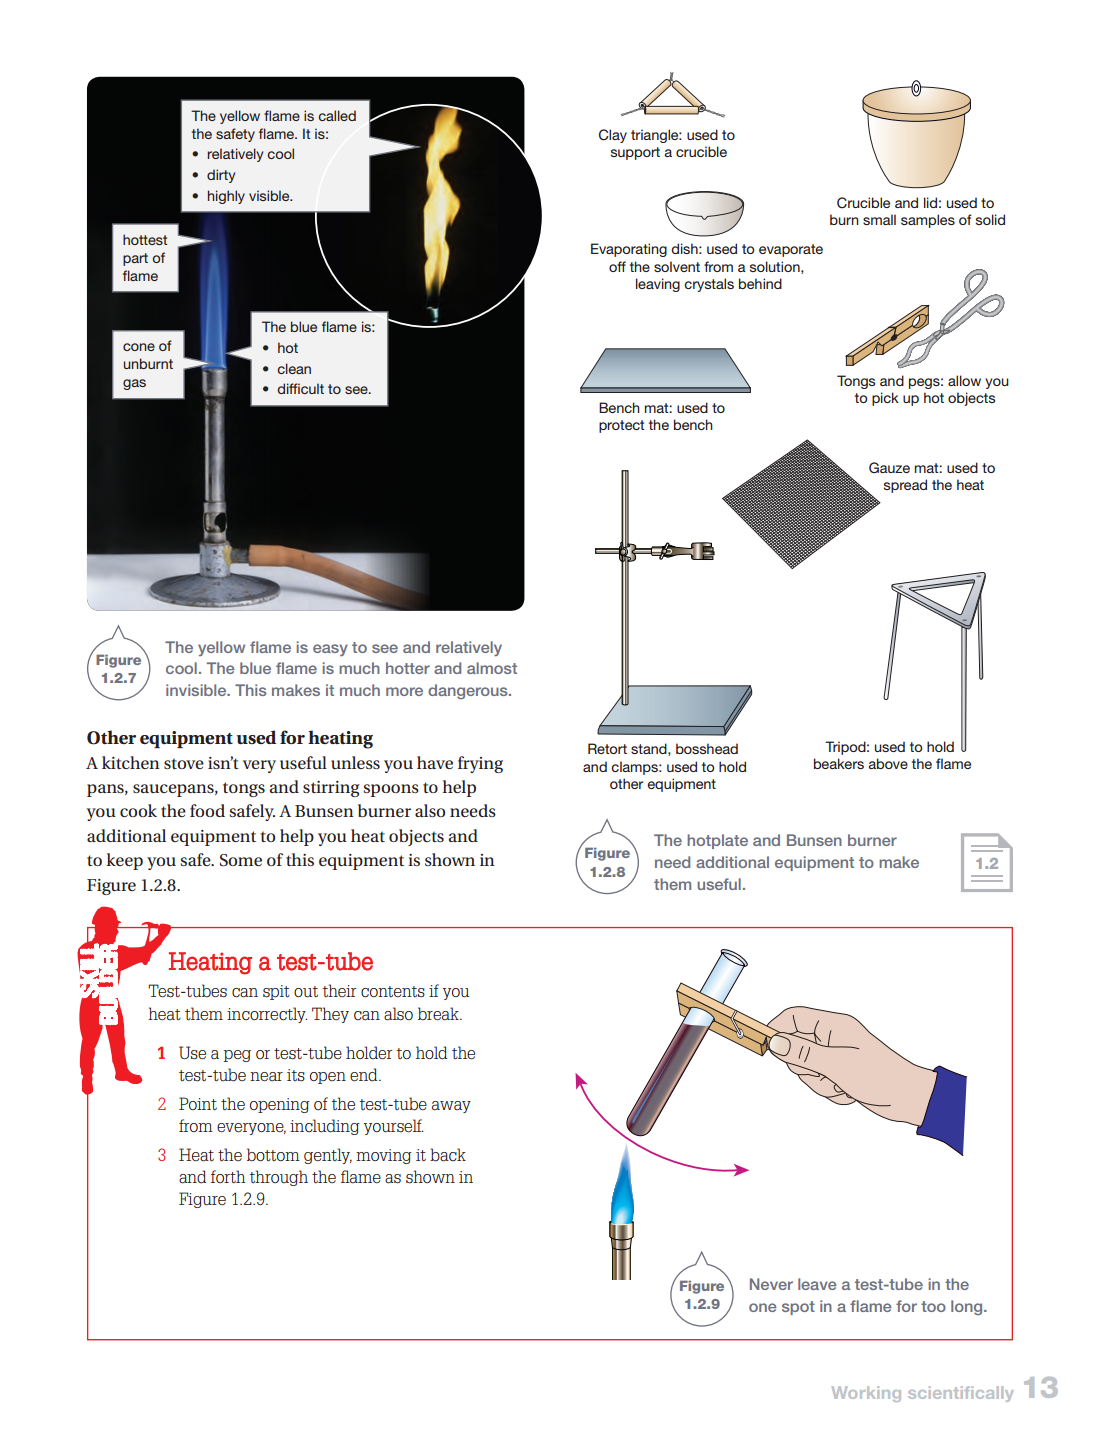 The yellow flame is called
the safety flame. It is:
• relatively cool
• dirty
• highly visible.
hottest
part of
flame
cone of
unburnt
gas
The blue flame is:
• hot
• clean
• difficult to see.
Figure
1.2.7
The yellow flame is easy to see and relatively
cool. The blue flame is much hotter and almost
invisible. This makes it much more dangerous.
Other equipment used for heating
A kitchen stove isn't very useful unless you have frying
pans, saucepans, tongs and stirring spoons to help
you cook the food safely. A Bunsen burner also needs
additional equipment to help you heat objects and
to keep you safe. Some of this equipment is shown in
Figure 1.2.8.
Clay triangle: used to
support a crucible
Crucible and lid: used to
burn small samples of solid
Evaporating dish: used to evaporate
off the solvent from a solution,
leaving crystals behind
Tongs and pegs: allow you
to pick up hot objects
Bench mat: used to
protect the bench
Gauze mat: used to
spread the heat
Retort stand, bosshead
and clamps: used to hold
other equipment
Tripod: used to hold
beakers above the flame
Figure
1.2.8
The hotplate and Bunsen burner
need additional equipment to make
them useful.
1.2
Heating a test-tube
Test-tubes can spit out their contents if you
heat them incorrectly. They can also break.
1 Use a peg or test-tube holder to hold the
test-tube near its open end.
2 Point the opening of the test-tube away
from everyone, including yourself.
3 Heat the bottom gently, moving it back
and forth through the flame as shown in
Figure 1.2.9.
Figure
1.2.9
Never leave a test-tube in the
one spot in a flame for too long.
Working scientifically 13